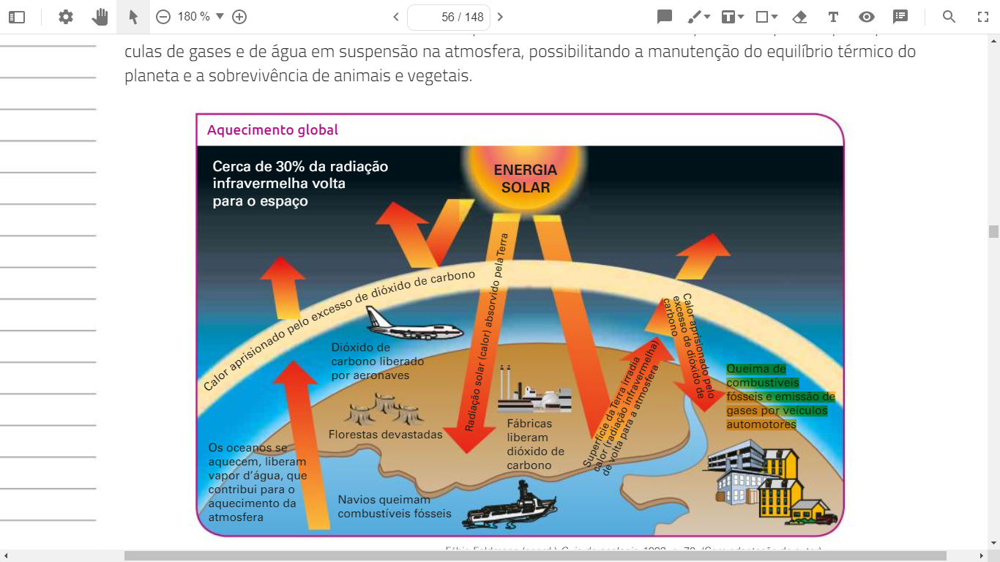 180 %
56 / 148
culas de gases e de água em suspensão na atmosfera, possibilitando a manutenção do equilíbrio térmico do
planeta e a sobrevivência de animais e vegetais.
Aquecimento global
Cerca de 30% da radiação
infravermelha volta
para o espaço
ENERGIA
SOLAR
Calor aprisionado pelo excesso de dióxido de carbono
Radiação solar (calor) absorvido pela Terra
Dióxido de
carbono liberado
por aeronaves
Florestas devastadas
Fábricas
liberam
dióxido de
carbono
Superfície da Terra irradia
calor (radiação infravermelha)
de volta para a atmosfera
Calor aprisionado pelo
excesso de dióxido de
carbono
Queima de
combustíveis
fósseis e emissão de
gases por veículos
automotores
Os oceanos se
aquecem, liberam
vapor d'água, que
contribui para o
aquecimento da
atmosfera
Navios queimam
combustíveis fósseis